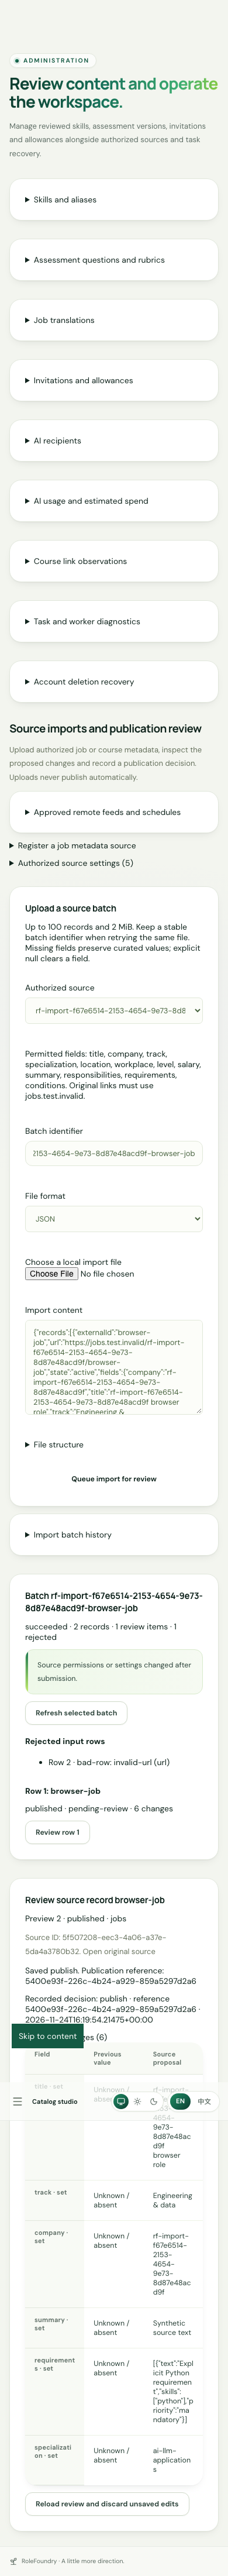 ADMINISTRATION
Review content and operate
the workspace.
Manage reviewed skills, assessment versions, invitations
and allowances alongside authorized sources and task
recovery.
Skills and aliases
Assessment questions and rubrics
Job translations
Invitations and allowances
AI recipients
AI usage and estimated spend
Course link observations
Task and worker diagnostics
Account deletion recovery
Source imports and publication review
Upload authorized job or course metadata, inspect the
proposed changes and record a publication decision.
Uploads never publish automatically.
Approved remote feeds and schedules
Register a job metadata source
Authorized source settings (5)
Upload a source batch
Up to 100 records and 2 MiB. Keep a stable
batch identifier when retrying the same file.
Missing fields preserve curated values; explicit
null clears a field.
Authorized source
rf-import-f67e6514-2153-4654-9e73-8d8
Permitted fields: title, company, track,
specialization, location, workplace, level, salary,
summary, responsibilities, requirements,
conditions. Original links must use
jobs.test.invalid.
Batch identifier
2153-4654-9e73-8d87e48acd9f-browser-job
File format
JSON
Choose a local import file
Choose File No file chosen
Import content
{"records":[{"externalId":"browser-
job","url":"https://jobs.test.invalid/rf-import-
f67e6514-2153-4654-9e73-
8d87e48acd9f/browser-
job","state":"active","fields":{"company":"rf-
import-f67e6514-2153-4654-9e73-
8d87e48acd9f","title":"rf-import-f67e6514-
2153-4654-9e73-8d87e48acd9f browser
role","track":"Engineering &
File structure
Queue import for review
Import batch history
Batch rf-import-f67e6514-2153-4654-9e73-
8d87e48acd9f-browser-job
succeeded · 2 records · 1 review items · 1
rejected
Source permissions or settings changed after
submission.
Refresh selected batch
Rejected input rows
Row 2 · bad-row: invalid-url (url)
Row 1: browser-job
published · pending-review · 6 changes
Review row 1
Review source record browser-job
Preview 2 · published · jobs
Source ID: 5f507208-eec3-4a06-a37e-
5da4a3780b32. Open original source
Saved publish. Publication reference:
5400e93f-226c-4b24-a929-859a5297d2a6
Recorded decision: publish · reference
5400e93f-226c-4b24-a929-859a5297d2a6 ·
2026-11-24T16:19:54.21475+00:00
Skip to content
es (6)
Field Previous value Source proposal
title · set Unknown / rf-import-
Catalog studio EN 中文
9e73-
8d87e48ac
d9f
browser
role
track · set Unknown / absent Engineering & data
company · set Unknown / absent rf-import-f67e6514-2153-4654-9e73-8d87e48acd9f
summary · set Unknown / absent Synthetic source text
requirements · set Unknown / absent [{"text":"Explicit Python requirement","skills":["python"],"priority":"mandatory"}]
specialization · set Unknown / absent ai-llm-applications
Reload review and discard unsaved edits
RoleFoundry · A little more direction.